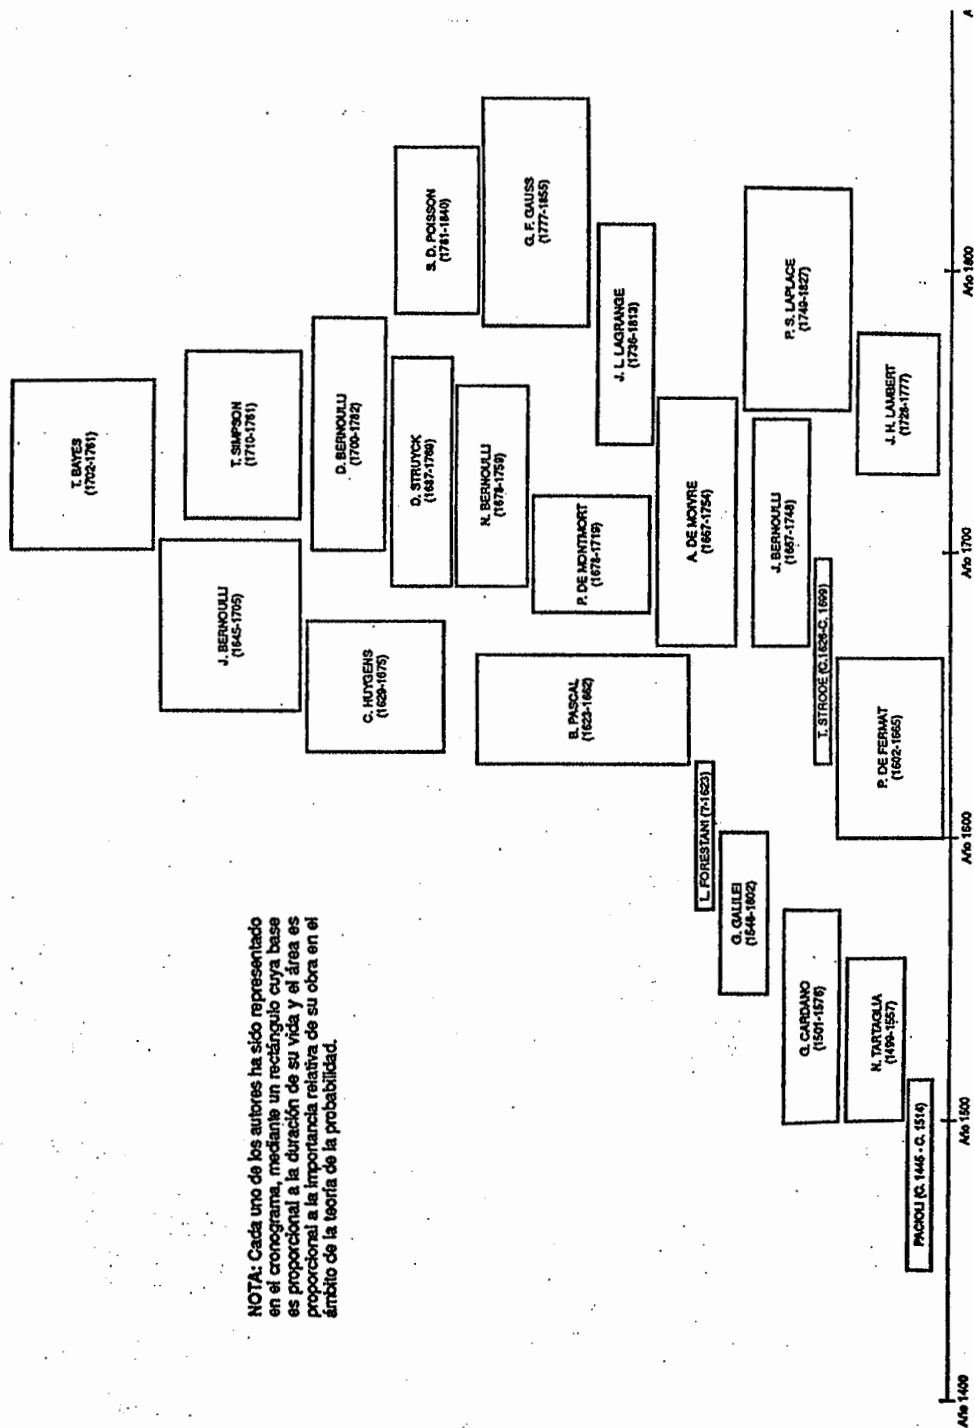 T. BAYES
(1702-1761)
J. BERNOULLI
(1645-1705)
T. SIMPSON
(1710-1761)
C. HUYGENS
(1629-1675)
D. BERNOULLI
(1700-1782)
S. D. POISSON
(1781-1840)
D. STRUYCK
(1687-1769)
N. BERNOULLI
(1678-1759)
G. F. GAUSS
(1777-1855)
B. PASCAL
(1623-1662)
P. DE MONTMORT
(1678-1719)
J. L. LAGRANGE
(1736-1813)
A. DE MOIVRE
(1667-1754)
L. FORESTANI (?-1623)
G. GALILEI
(1546-1602)
J. BERNOULLI
(1667-1748)
P. S. LAPLACE
(1749-1827)
T. STRODE (C.1626-C. 1699)
G. CARDANO
(1501-1576)
P. DE FERMAT
(1602-1665)
N. TARTAGLIA
(1499-1557)
J. H. LAMBERT
(1728-1777)
PACIOLI (C. 1445 - C. 1514)
Año 1400
Año 1500
Año 1600
Año 1700
Año 1800
A
NOTA: Cada uno de los autores ha sido representado
en el cronograma, mediante un rectángulo cuya base
es proporcional a la duración de su vida y el área es
proporcional a la importancia relativa de su obra en el
ámbito de la teoría de la probabilidad.